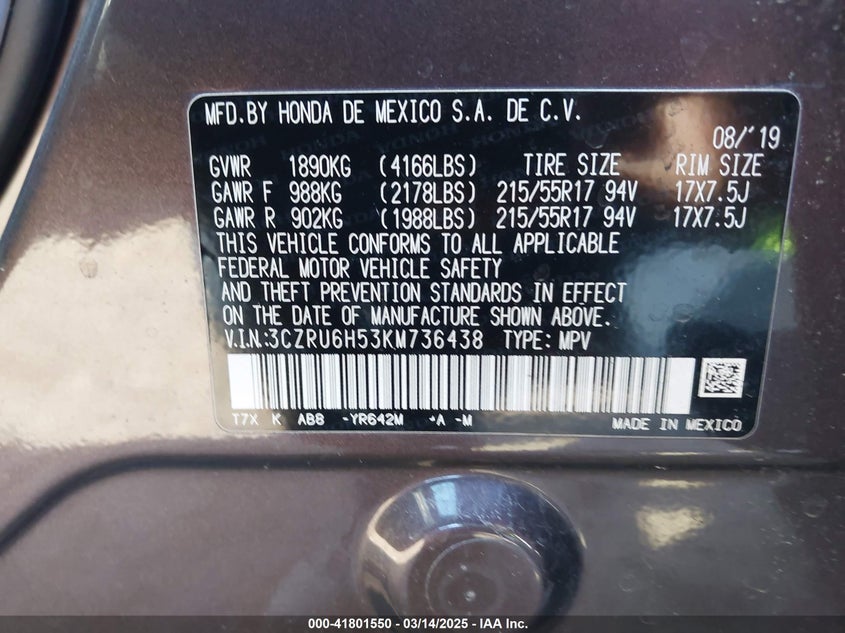 MFD.BY HONDA DE MEXICO S.A. DE C.V.
08/'19
GVWR 1890KG (4166LBS) TIRE SIZE RIM SIZE
GAWR F 988KG (2178LBS) 215/55R17 94V 17X7.5J
GAWR R 902KG (1988LBS) 215/55R17 94V 17X7.5J
THIS VEHICLE CONFORMS TO ALL APPLICABLE
FEDERAL MOTOR VEHICLE SAFETY
AND THEFT PREVENTION STANDARDS IN EFFECT
ON THE DATE OF MANUFACTURE SHOWN ABOVE.
V.I.N.:3CZRU6H53KM736438 TYPE: MPV
T7X K AB8 -YR642M *A -M
MADE IN MEXICO
000-41801550 - 03/14/2025 - IAA Inc.